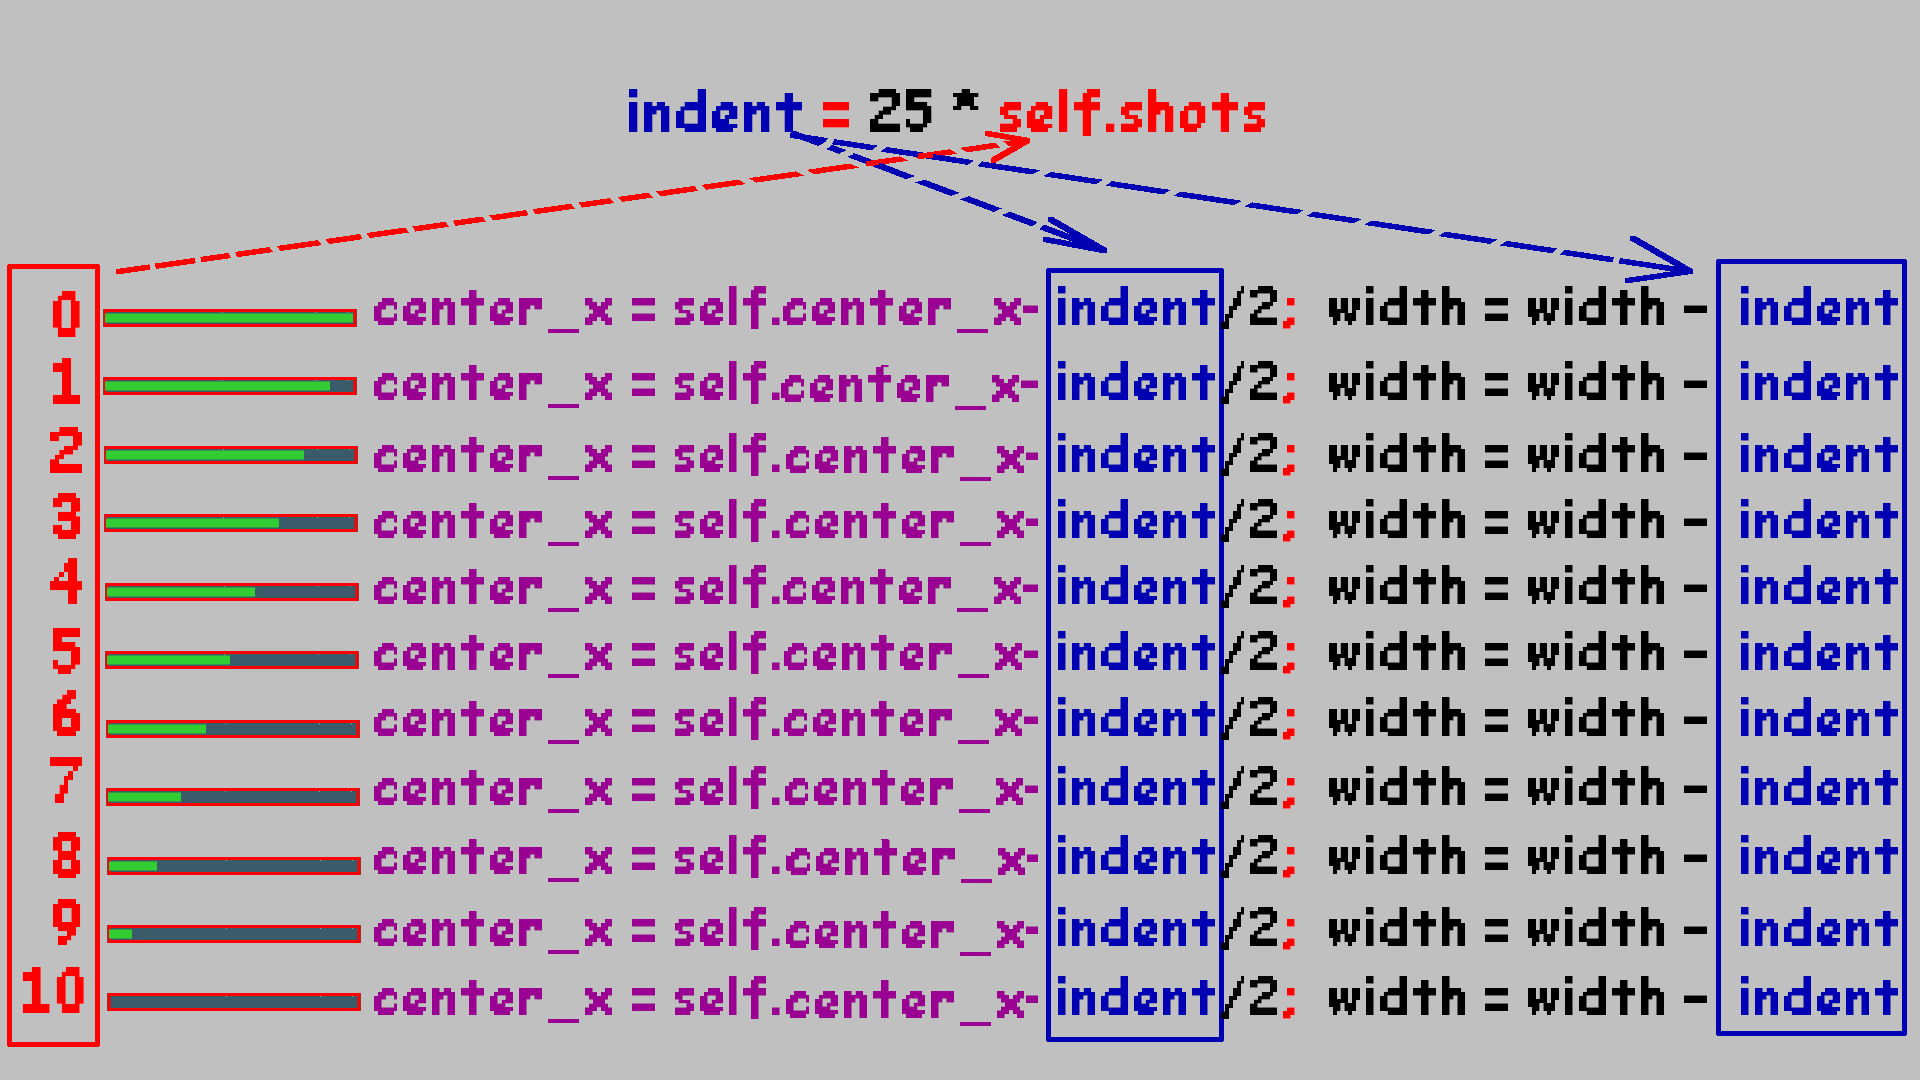 indent = 25 * self.shots
0 center_x = self.center_x- indent/2; width = width - indent
1 center_x = self.center_x- indent/2; width = width - indent
2 center_x = self.center_x- indent/2; width = width - indent
3 center_x = self.center_x- indent/2; width = width - indent
4 center_x = self.center_x- indent/2; width = width - indent
5 center_x = self.center_x- indent/2; width = width - indent
6 center_x = self.center_x- indent/2; width = width - indent
7 center_x = self.center_x- indent/2; width = width - indent
8 center_x = self.center_x- indent/2; width = width - indent
9 center_x = self.center_x- indent/2; width = width - indent
10 center_x = self.center_x- indent/2; width = width - indent